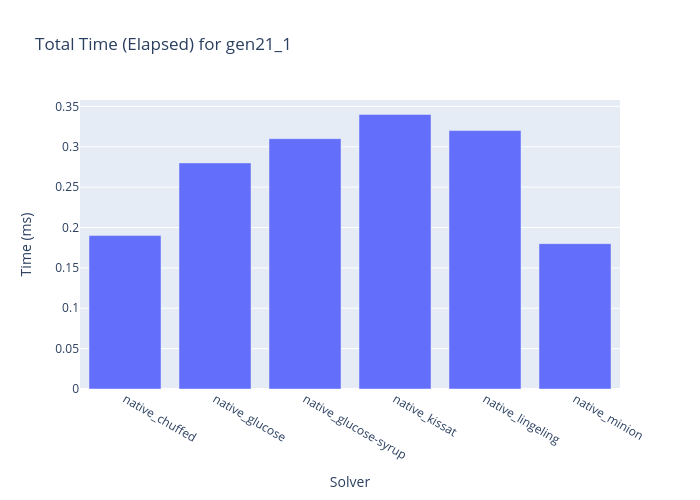 Total Time (Elapsed) for gen21_1
Time (ms)
0.35
0.3
0.25
0.2
0.15
0.1
0.05
0
native_chuffed
native_glucose
native_glucose-syrup
native_kissat
native_lingeling
native_minion
Solver